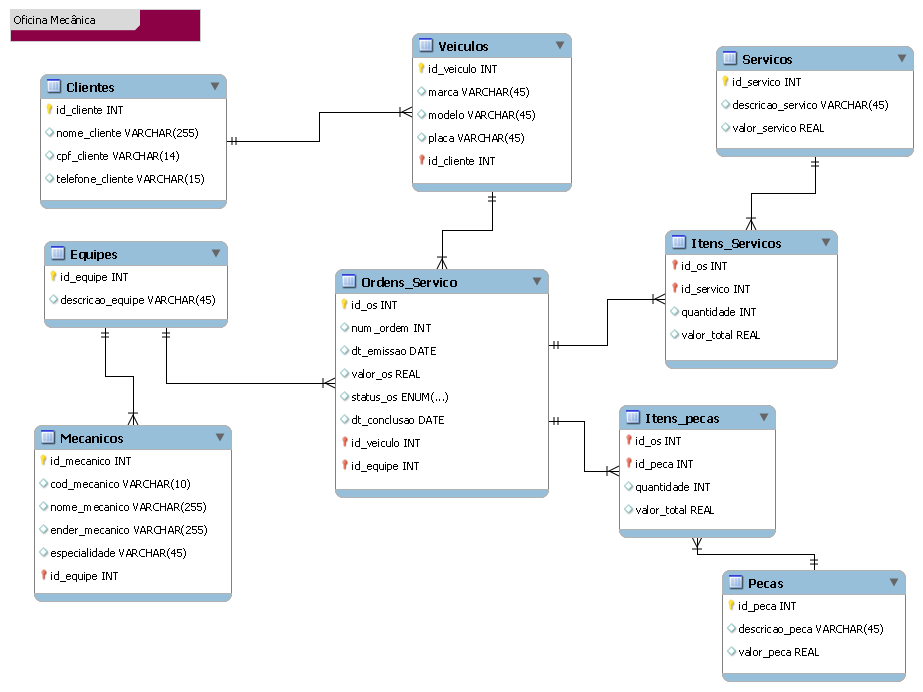 Oficina Mecânica
Clientes
id_cliente INT
nome_cliente VARCHAR(255)
cpf_cliente VARCHAR(14)
telefone_cliente VARCHAR(15)
Veiculos
id_veiculo INT
marca VARCHAR(45)
modelo VARCHAR(45)
placa VARCHAR(45)
id_cliente INT
Servicos
id_servico INT
descricao_servico VARCHAR(45)
valor_servico REAL
Equipes
id_equipe INT
descricao_equipe VARCHAR(45)
Ordens_Servico
id_os INT
num_ordem INT
dt_emissao DATE
valor_os REAL
status_os ENUM(...)
dt_conclusao DATE
id_veiculo INT
id_equipe INT
Itens_Servicos
id_os INT
id_servico INT
quantidade INT
valor_total REAL
Mecanicos
id_mecanico INT
cod_mecanico VARCHAR(10)
nome_mecanico VARCHAR(255)
ender_mecanico VARCHAR(255)
especialidade VARCHAR(45)
id_equipe INT
Itens_pecas
id_os INT
id_peca INT
quantidade INT
valor_total REAL
Pecas
id_peca INT
descricao_peca VARCHAR(45)
valor_peca REAL